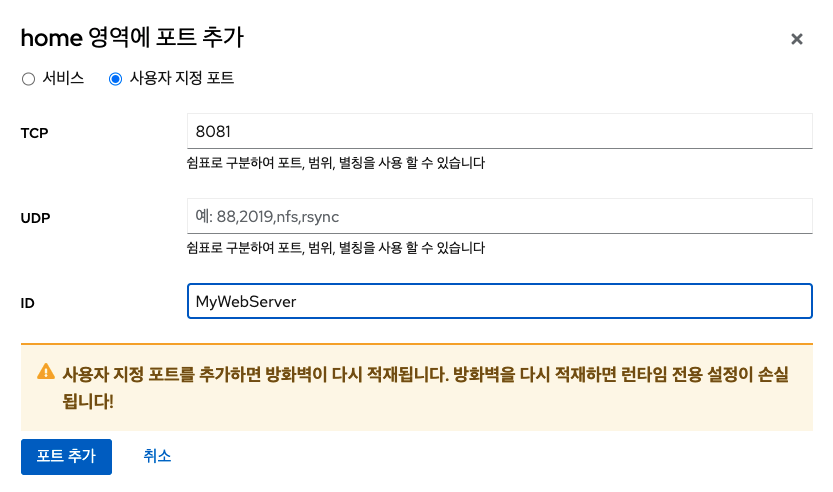 home 영역에 포트 추가
서비스 사용자 지정 포트
TCP 8081
쉼표로 구분하여 포트, 범위, 별칭을 사용 할 수 있습니다
UDP 예: 88,2019,nfs,rsync
쉼표로 구분하여 포트, 범위, 별칭을 사용 할 수 있습니다
ID MyWebServer
사용자 지정 포트를 추가하면 방화벽이 다시 적재됩니다. 방화벽을 다시 적재하면 런타임 전용 설정이 손실
됩니다!
포트 추가 취소